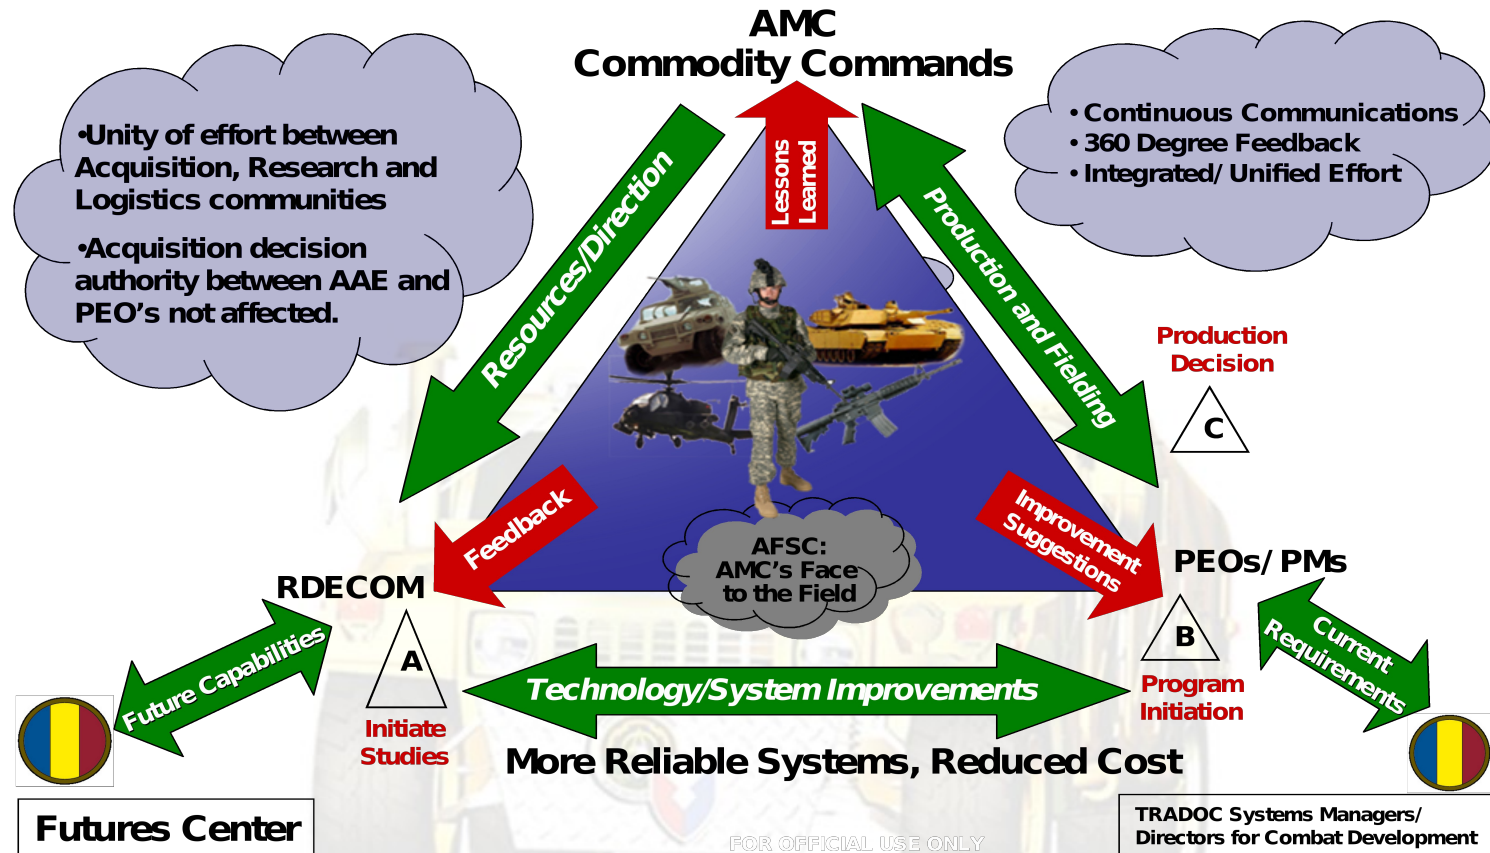 AMC
Commodity Commands
•Unity of effort between
Acquisition, Research and
Logistics communities
•Acquisition decision
authority between AAE and
PEO’s not affected.
• Continuous Communications
• 360 Degree Feedback
• Integrated/ Unified Effort
Lessons
Learned
Resources/Direction
Production and Fielding
Production
Decision
C
Feedback
Improvement
Suggestions
AFSC:
AMC’s Face
to the Field
RDECOM
PEOs/ PMs
Future Capabilities
A
Initiate
Studies
Technology/System Improvements
B
Program
Initiation
Current
Requirements
More Reliable Systems, Reduced Cost
Futures Center
TRADOC Systems Managers/
Directors for Combat Development
FOR OFFICIAL USE ONLY